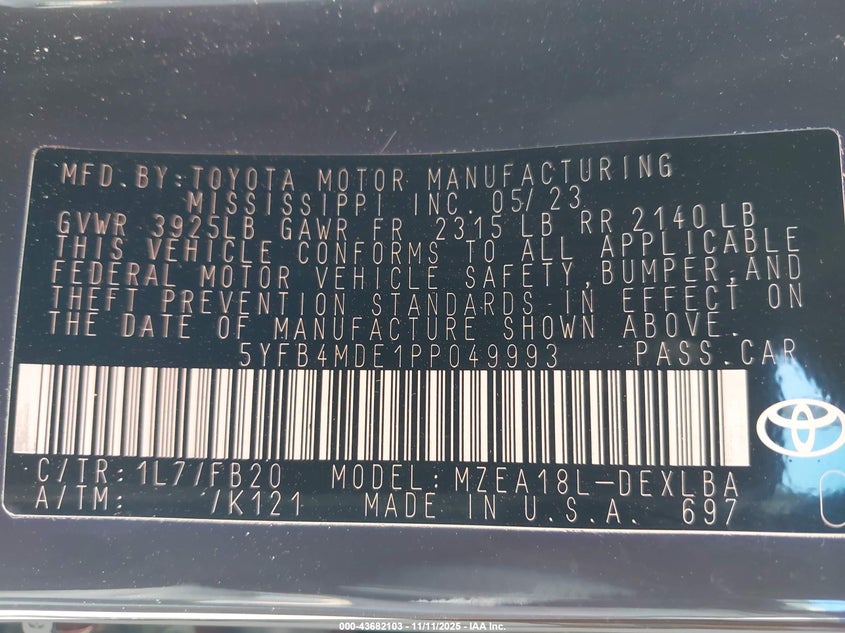 MFD.BY:TOYOTA MOTOR MANUFACTURING
MISSISSIPPI INC. 05/23
GVWR 3925LB GAWR FR 2315 LB RR 2140 LB
THIS VEHICLE CONFORMS TO ALL APPLICABLE
FEDERAL MOTOR VEHICLE SAFETY,BUMPER,AND
THEFT PREVENTION STANDARDS IN EFFECT ON
THE DATE OF MANUFACTURE SHOWN ABOVE.
5YFB4MDE1PP049993 PASS.CAR
C/TR:1L7/FB20 MODEL:MZEA18L-DEXLBA
A/TM: /K121 MADE IN U.S.A. 697
000-43682103 - 11/11/2025 - IAA Inc.